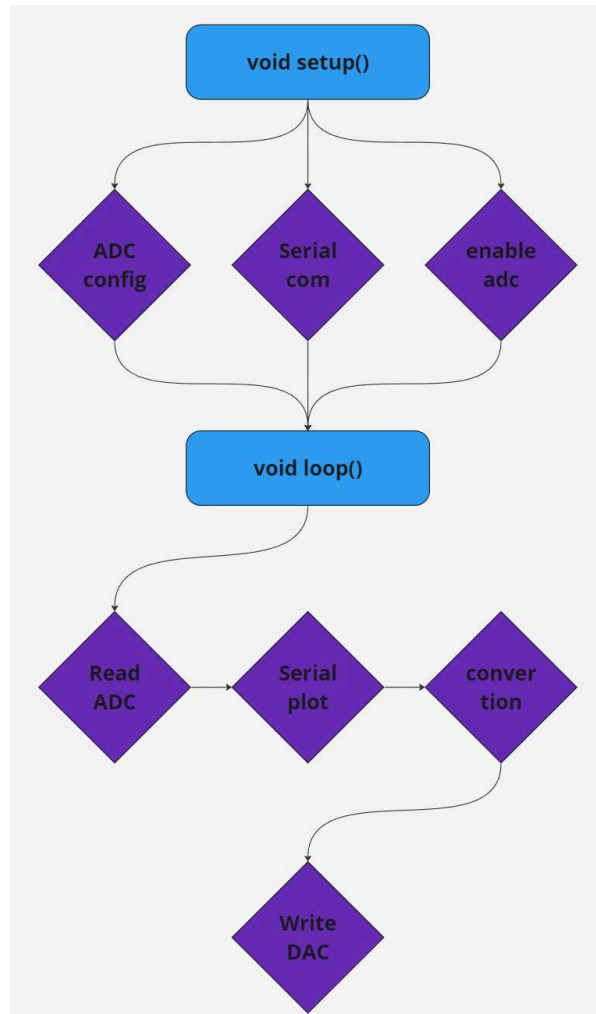 void setup()
ADC
config
Serial
com
enable
adc
void loop()
Read
ADC
Serial
plot
conver
tion
Write
DAC